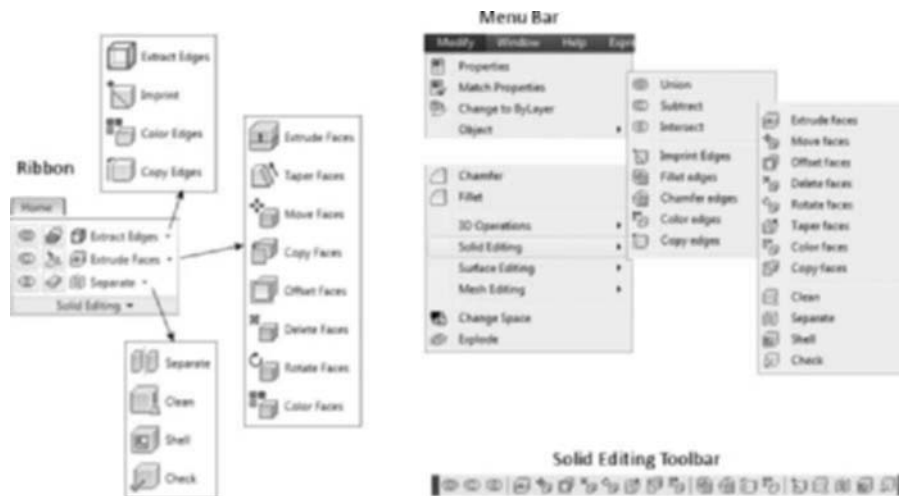 Menu Bar
Modify Window Help
Properties
Match Properties
Change to ByLayer
Object
Chamfer
Fillet
3D Operations
Solid Editing
Surface Editing
Mesh Editing
Change Space
Explode
Union
Subtract
Intersect
Imprint Edges
Fillet edges
Chamfer edges
Color edges
Copy edges
Extrude faces
Move faces
Offset faces
Delete faces
Rotate faces
Taper faces
Color faces
Copy faces
Clean
Separate
Shell
Check
Extract Edges
Imprint
Color Edges
Copy Edges
Ribbon
Home
Extract Edges
Extrude Faces
Separate
Solid Editing
Extrude Faces
Taper Faces
Move Faces
Copy Faces
Offset Faces
Delete Faces
Rotate Faces
Color Faces
Separate
Clean
Shell
Check
Solid Editing Toolbar